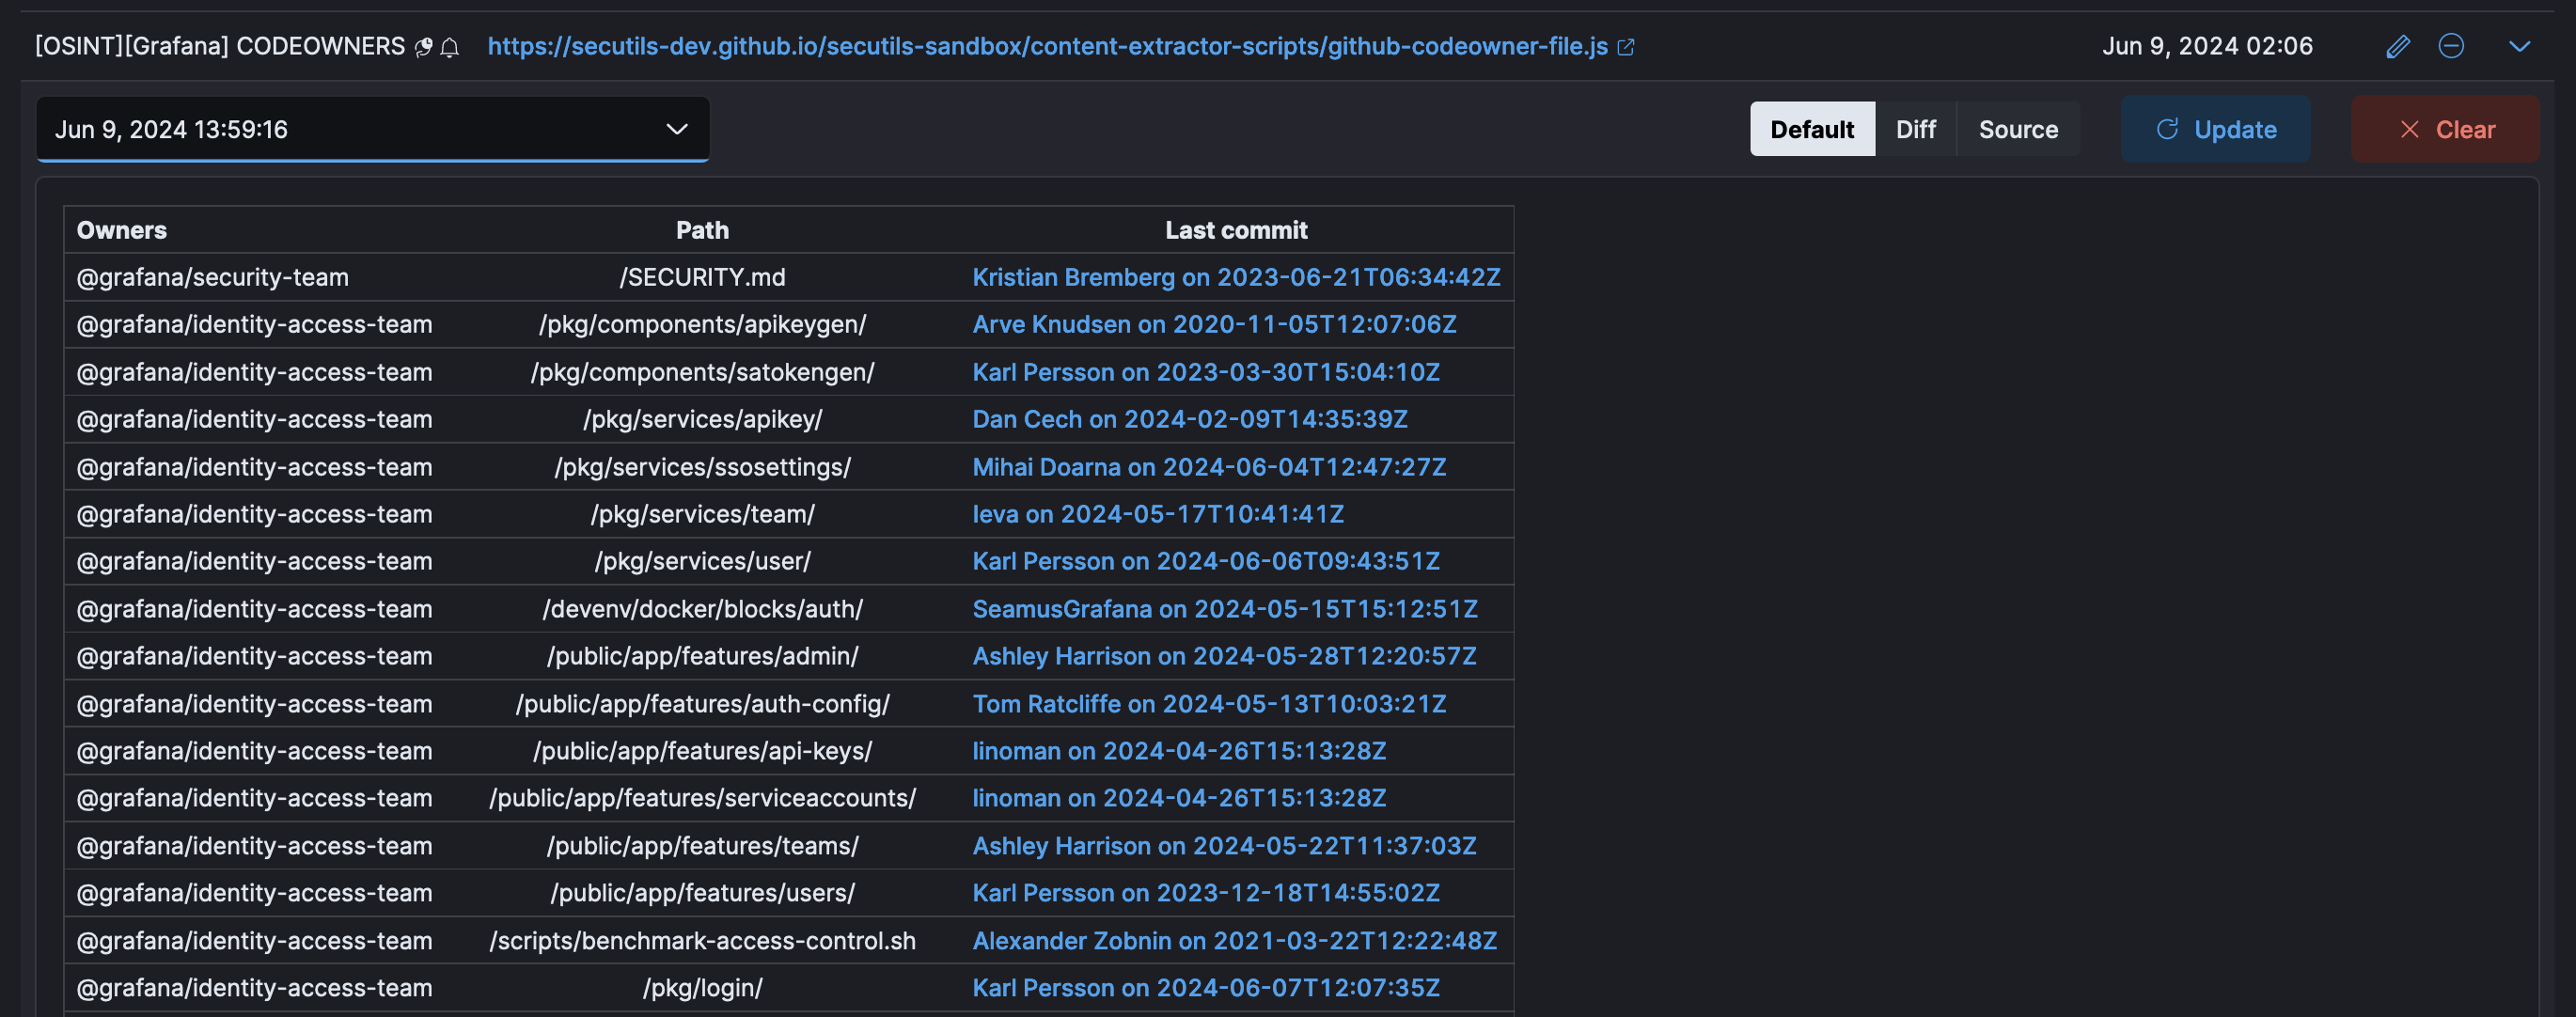 [OSINT][Grafana] CODEOWNERS https://secutils-dev.github.io/secutils-sandbox/content-extractor-scripts/github-codeowner-file.js Jun 9, 2024 02:06
Jun 9, 2024 13:59:16 Default Diff Source Update Clear
Owners Path Last commit
@grafana/security-team /SECURITY.md Kristian Bremberg on 2023-06-21T06:34:42Z
@grafana/identity-access-team /pkg/components/apikeygen/ Arve Knudsen on 2020-11-05T12:07:06Z
@grafana/identity-access-team /pkg/components/satokengen/ Karl Persson on 2023-03-30T15:04:10Z
@grafana/identity-access-team /pkg/services/apikey/ Dan Cech on 2024-02-09T14:35:39Z
@grafana/identity-access-team /pkg/services/ssosettings/ Mihai Doarna on 2024-06-04T12:47:27Z
@grafana/identity-access-team /pkg/services/team/ Ieva on 2024-05-17T10:41:41Z
@grafana/identity-access-team /pkg/services/user/ Karl Persson on 2024-06-06T09:43:51Z
@grafana/identity-access-team /devenv/docker/blocks/auth/ SeamusGrafana on 2024-05-15T15:12:51Z
@grafana/identity-access-team /public/app/features/admin/ Ashley Harrison on 2024-05-28T12:20:57Z
@grafana/identity-access-team /public/app/features/auth-config/ Tom Ratcliffe on 2024-05-13T10:03:21Z
@grafana/identity-access-team /public/app/features/api-keys/ linoman on 2024-04-26T15:13:28Z
@grafana/identity-access-team /public/app/features/serviceaccounts/ linoman on 2024-04-26T15:13:28Z
@grafana/identity-access-team /public/app/features/teams/ Ashley Harrison on 2024-05-22T11:37:03Z
@grafana/identity-access-team /public/app/features/users/ Karl Persson on 2023-12-18T14:55:02Z
@grafana/identity-access-team /scripts/benchmark-access-control.sh Alexander Zobnin on 2021-03-22T12:22:48Z
@grafana/identity-access-team /pkg/login/ Karl Persson on 2024-06-07T12:07:35Z